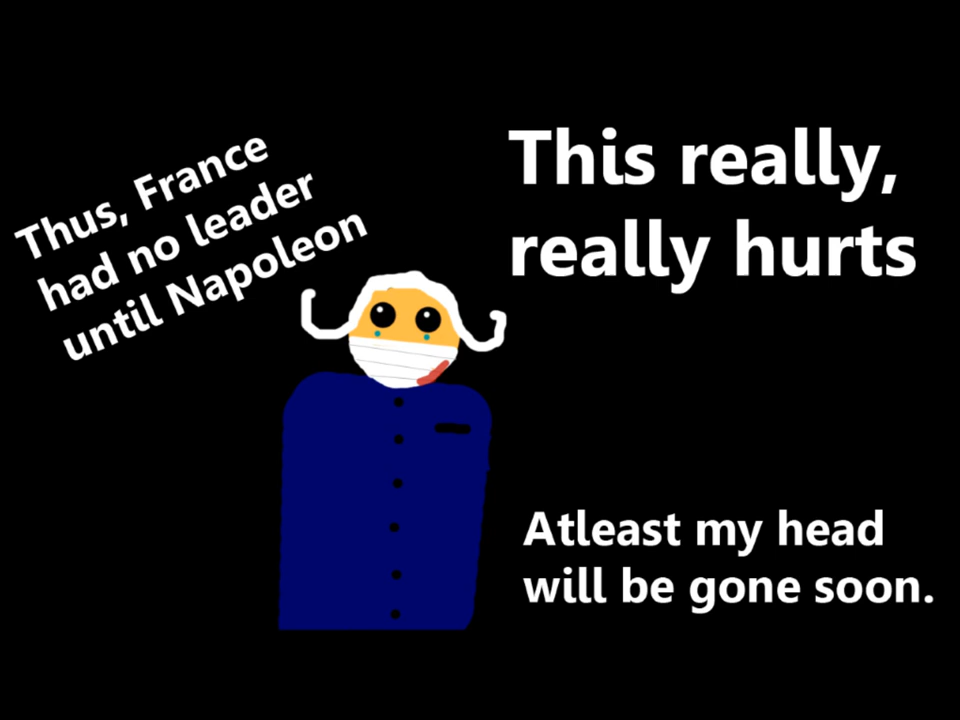 Thus, France
had no leader
until Napoleon
This really,
really hurts
Atleast my head
will be gone soon.